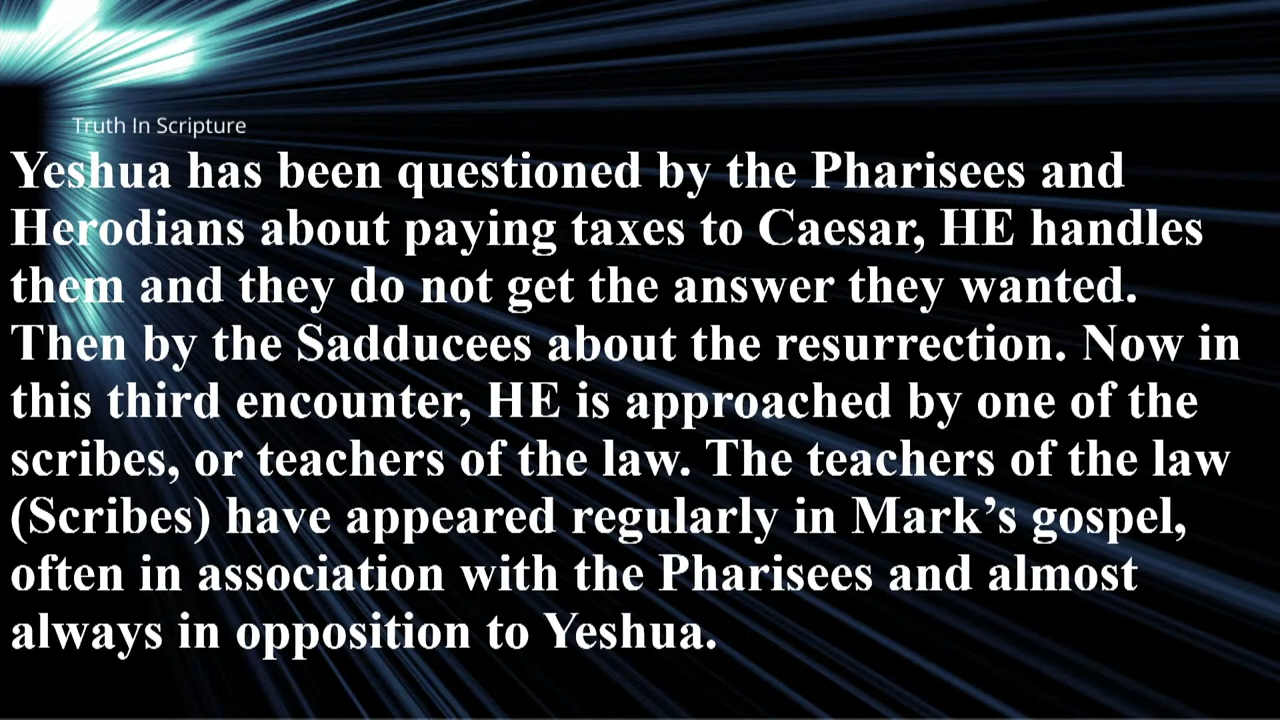 Truth In Scripture
Yeshua has been questioned by the Pharisees and
Herodians about paying taxes to Caesar, HE handles
them and they do not get the answer they wanted.
Then by the Sadducees about the resurrection. Now in
this third encounter, HE is approached by one of the
scribes, or teachers of the law. The teachers of the law
(Scribes) have appeared regularly in Mark’s gospel,
often in association with the Pharisees and almost
always in opposition to Yeshua.